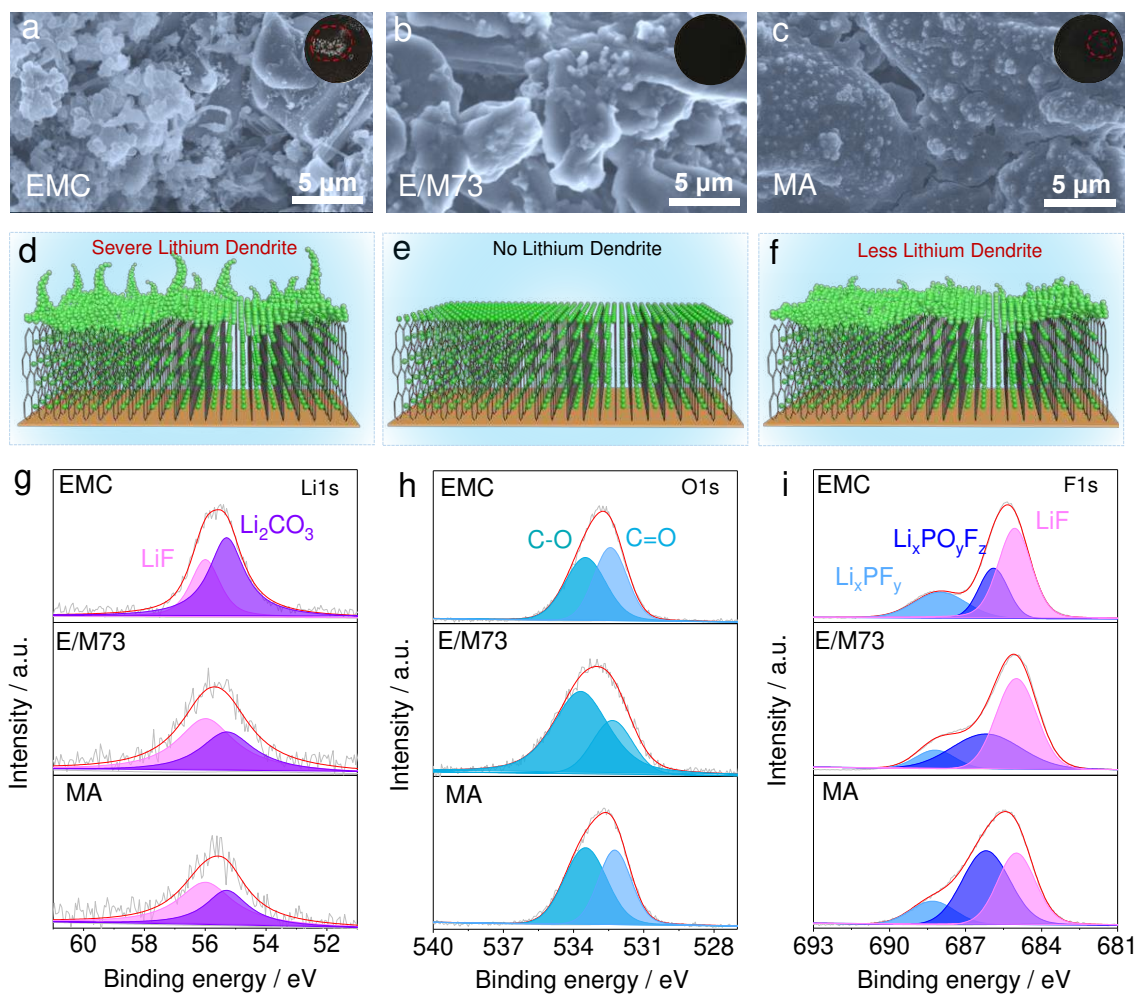 a
EMC
5 μm
b
E/M73
5 μm
c
MA
5 μm
d
Severe Lithium Dendrite
e
No Lithium Dendrite
f
Less Lithium Dendrite
g
EMC
Li1s
LiF
Li₂CO₃
E/M73
MA
Intensity / a.u.
60 58 56 54 52
Binding energy / eV
h
EMC
O1s
C-O
C=O
E/M73
MA
Intensity / a.u.
540 537 534 531 528
Binding energy / eV
i
EMC
F1s
LiₓPF_y
LiₓPO_yF_z
LiF
E/M73
MA
Intensity / a.u.
693 690 687 684 681
Binding energy / eV